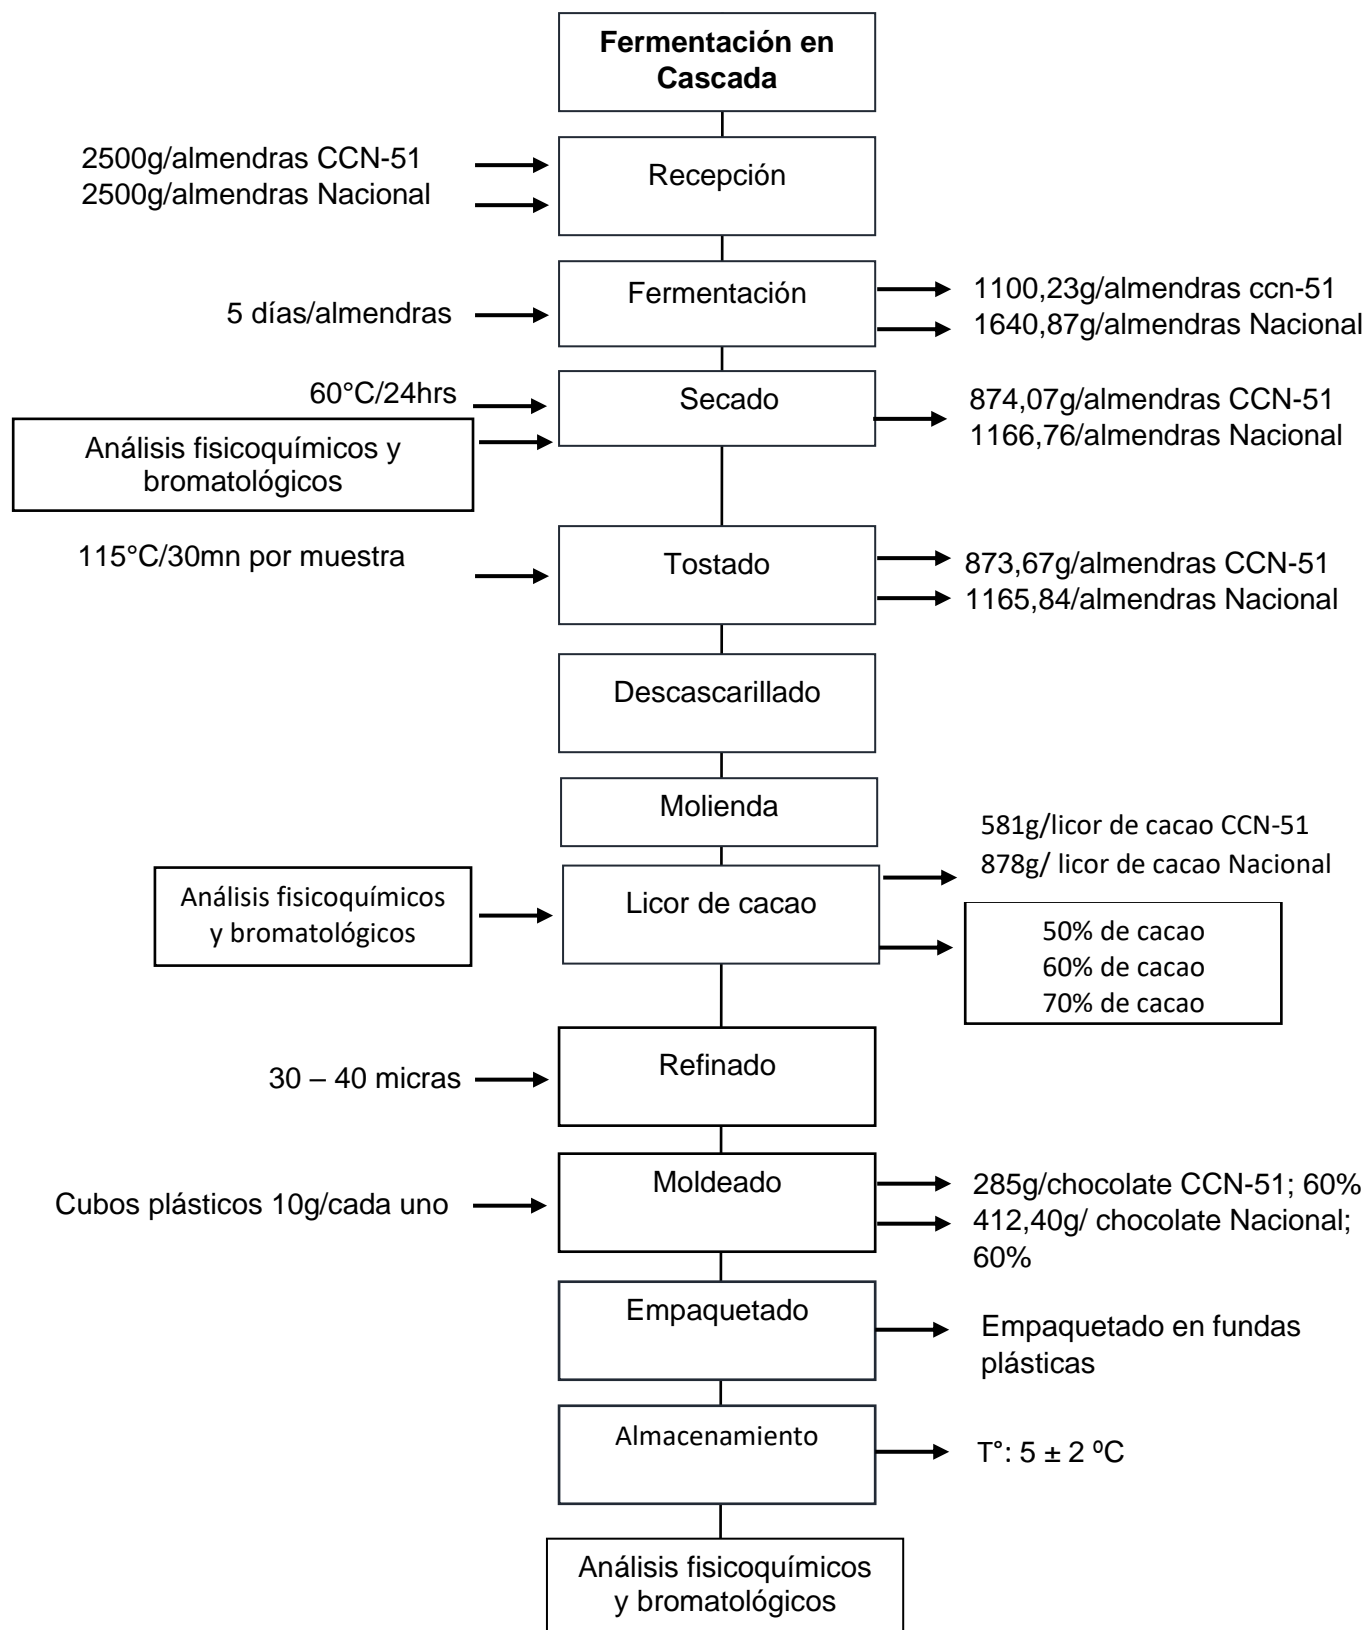 Fermentación en
Cascada
2500g/almendras CCN-51
2500g/almendras Nacional
Recepción
Fermentación
5 días/almendras
1100,23g/almendras ccn-51
1640,87g/almendras Nacional
60°C/24hrs
Secado
874,07g/almendras CCN-51
1166,76/almendras Nacional
Análisis fisicoquímicos y
bromatológicos
115°C/30mn por muestra
Tostado
873,67g/almendras CCN-51
1165,84/almendras Nacional
Descascarillado
Molienda
581g/licor de cacao CCN-51
878g/ licor de cacao Nacional
Análisis fisicoquímicos
y bromatológicos
Licor de cacao
50% de cacao
60% de cacao
70% de cacao
30 – 40 micras
Refinado
Cubos plásticos 10g/cada uno
Moldeado
285g/chocolate CCN-51; 60%
412,40g/ chocolate Nacional;
60%
Empaquetado
Empaquetado en fundas
plásticas
Almacenamiento
T°: 5 ± 2 ºC
Análisis fisicoquímicos
y bromatológicos